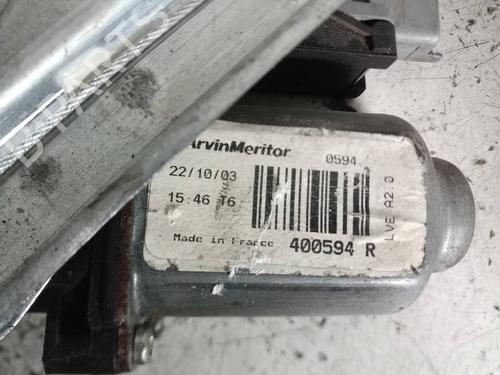 ArvinMeritor
0594
22/10/03
15:46 T6
Made in France
400594 R
LVE A2.0